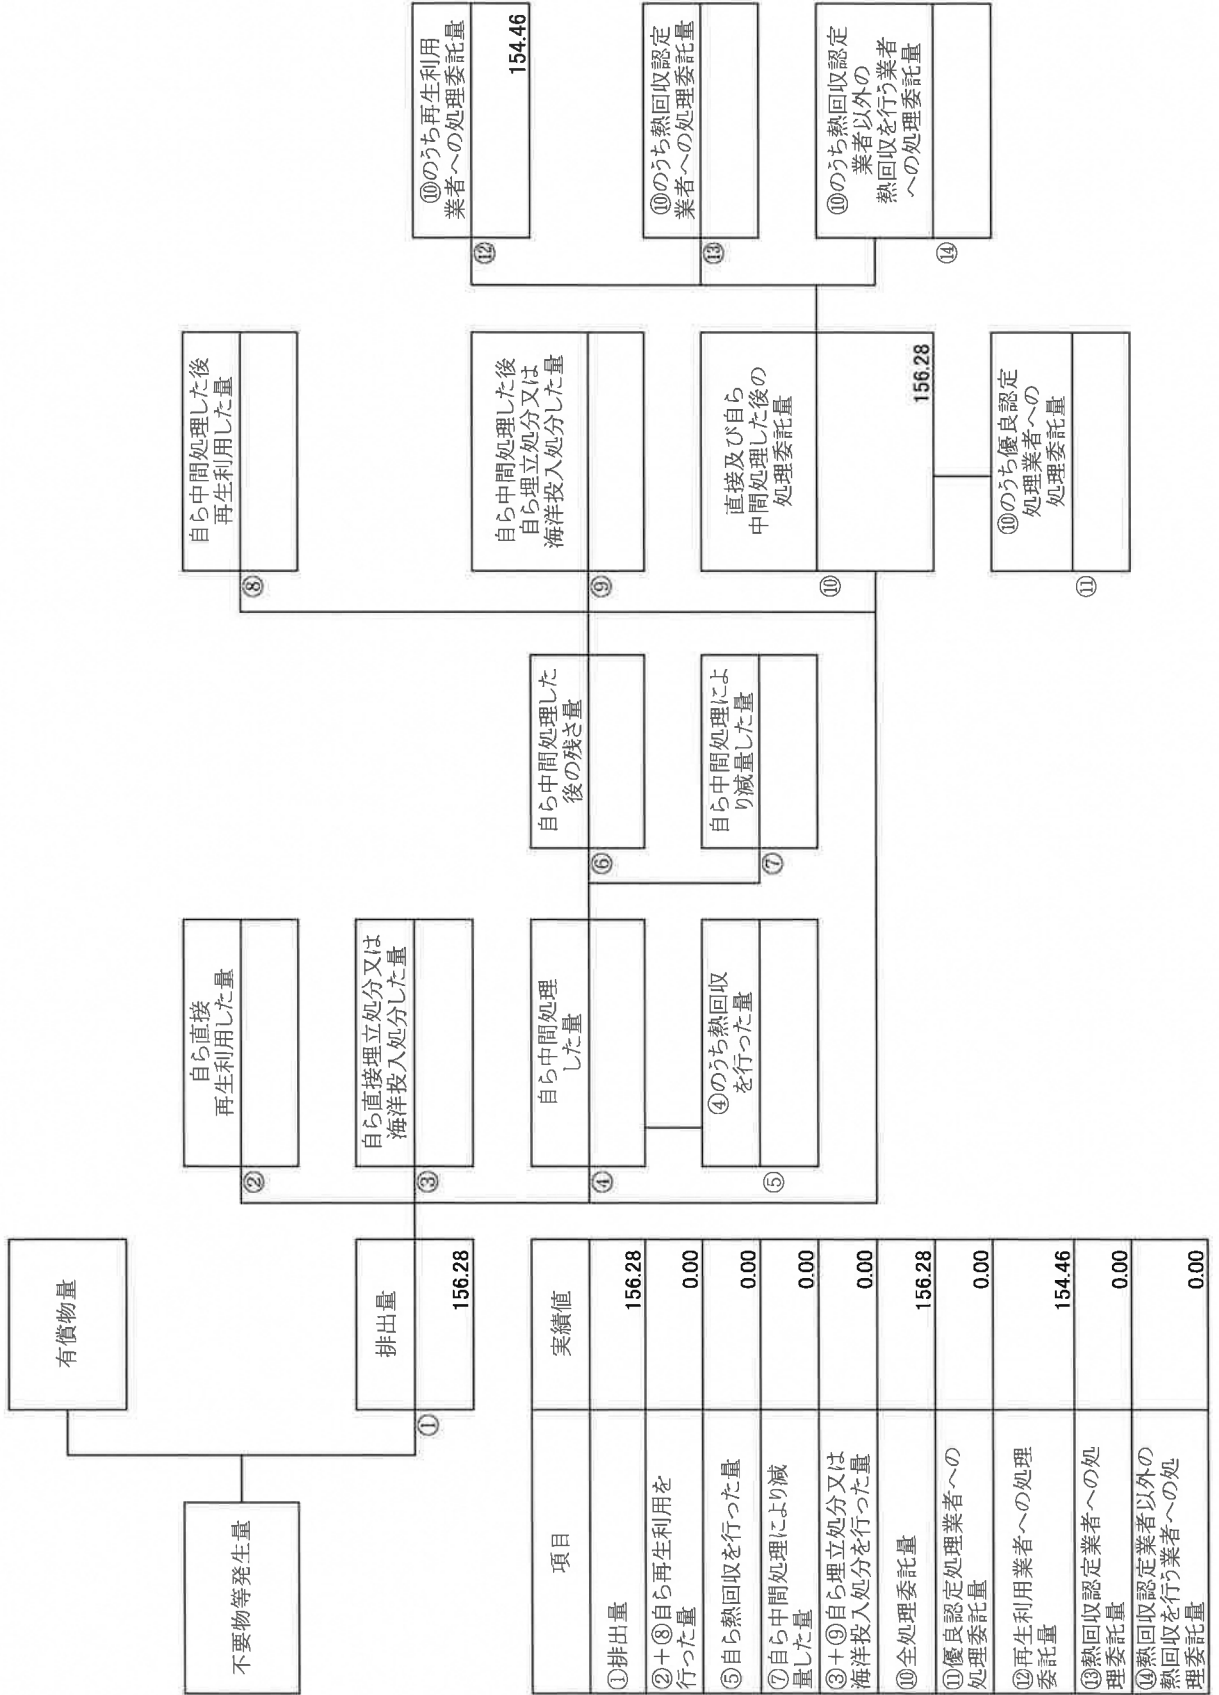 不要物等発生量
有償物量
排出量
①
156.28
自ら直接
再生利用した量
②
自ら直接埋立処分又は
海洋投入処分した量
③
自ら中間処理
した量
④
④のうち熱回収
を行った量
⑤
自ら中間処理した
後の残さ量
⑥
自ら中間処理によ
り減量した量
⑦
自ら中間処理した後
再生利用した量
⑧
自ら中間処理した後
自ら埋立処分又は
海洋投入処分した量
⑨
直接及び自ら
中間処理した後の
処理委託量
⑩
156.28
⑩のうち優良認定
処理業者への
処理委託量
⑪
⑩のうち再生利用
業者への処理委託量
⑫
154.46
⑩のうち熱回収認定
業者への処理委託量
⑬
⑩のうち熱回収認定
業者以外の
熱回収を行う業者
への処理委託量
⑭
項目 実績値
①排出量 156.28
②+⑧自ら再生利用を
行った量 0.00
⑤自ら熱回収を行った量 0.00
⑦自ら中間処理により減
量した量 0.00
③+⑨自ら埋立処分又は
海洋投入処分を行った量 0.00
⑩全処理委託量 156.28
⑪優良認定処理業者への
処理委託量 0.00
⑫再生利用業者への処理
委託量 154.46
⑬熱回収認定業者への処
理委託量 0.00
⑭熱回収認定業者以外の
熱回収を行う業者への処
理委託量 0.00